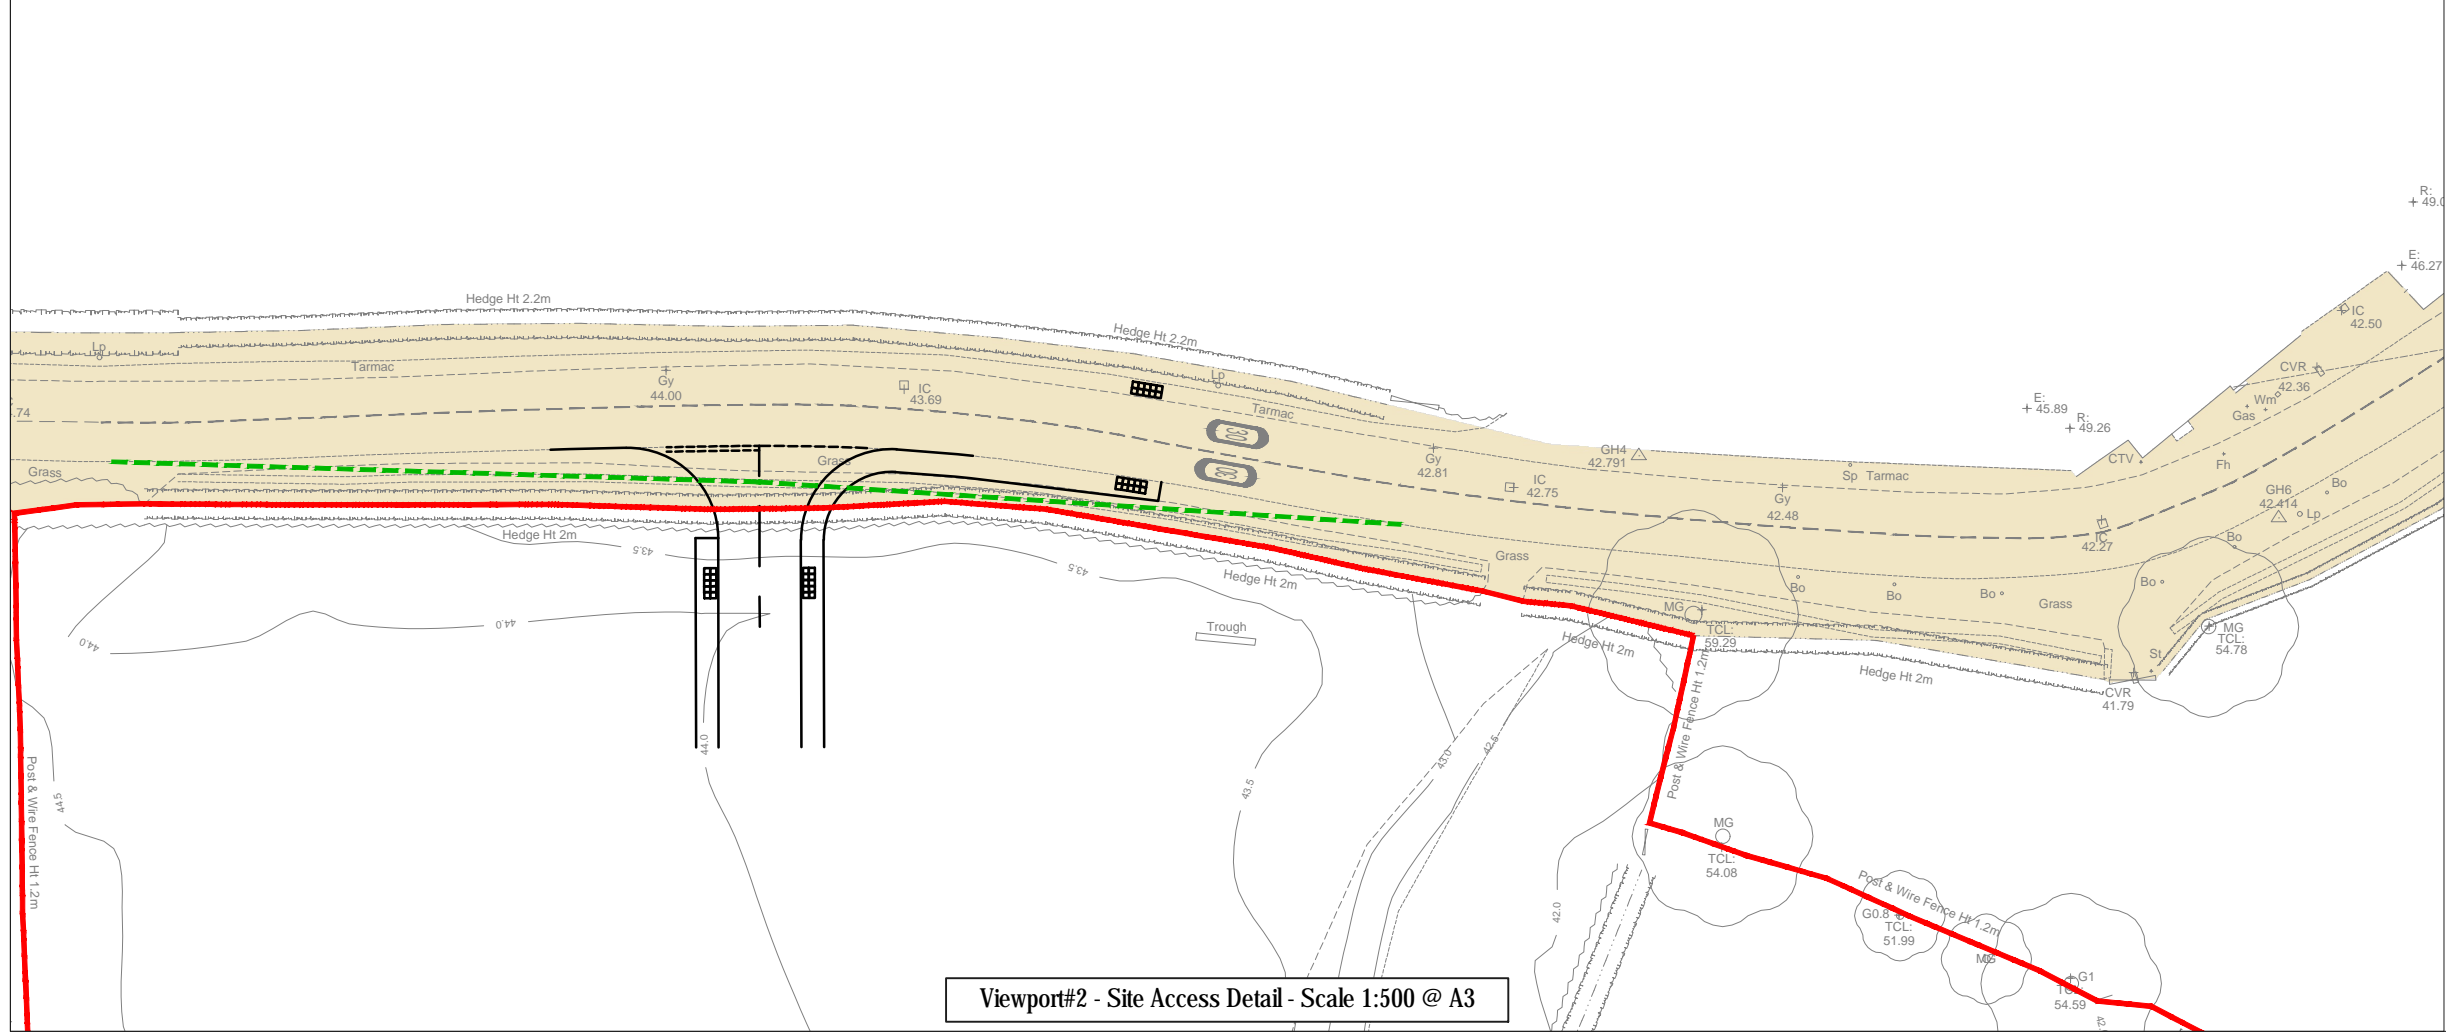 R:
49.0
E:
46.27
Hedge Ht 2.2m
IC
42.50
Hedge Ht 2.2m
Lp
Tarmac
Gy
44.00
IC
43.69
Lp
Tarmac
30
30
CVR
42.36
Wm
Gas
E:
45.89
R:
49.26
.74
Grass
Grass
Gy
42.81
GH4
42.791
IC
42.75
Sp
Tarmac
CTV
Fh
Gy
42.48
GH6
42.414
Bo
Lp
IC
42.27
Bo
Hedge Ht 2m
43.5
43.5
Hedge Ht 2m
Grass
Bo
Bo
Bo
Grass
Bo
44.0
44.0
Trough
MG
TCL:
59.29
Hedge Ht 2m
MG
TCL:
54.78
St
Hedge Ht 2m
CVR
41.79
Post & Wire Fence Ht 1.2m
44.0
43.0
42.5
43.5
44.5
Post & Wire Fence Ht 1.2m
MG
TCL:
54.08
42.0
Post & Wire Fence Ht 1.2m
G0.8
TCL:
51.99
MG
G1
TCL:
54.59
42.
Viewport#2 - Site Access Detail - Scale 1:500 @ A3